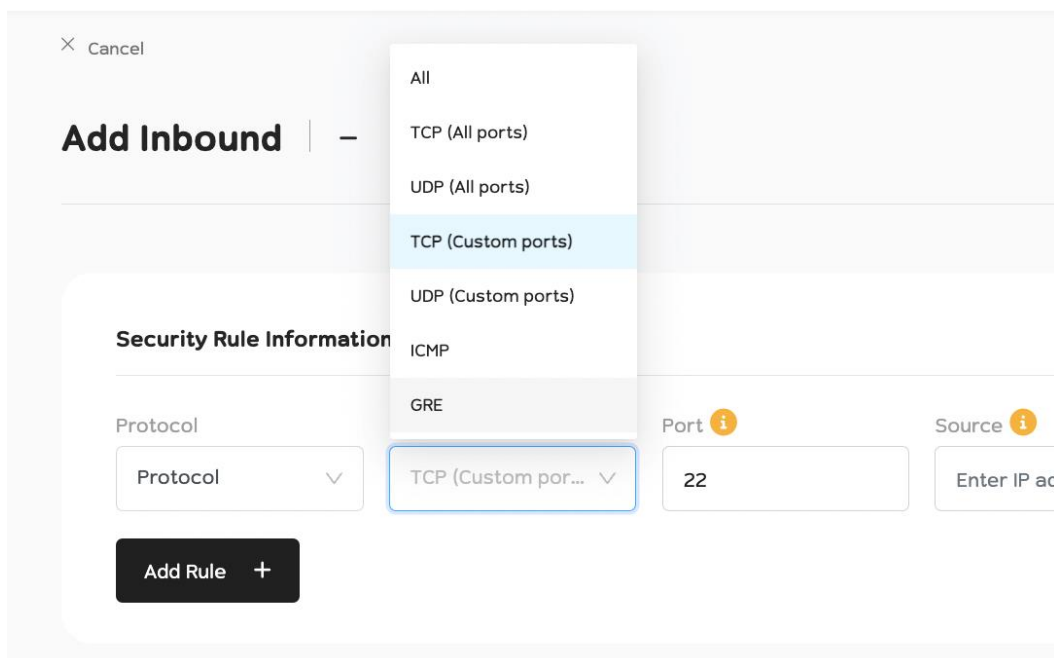 Cancel
Add Inbound
All
TCP (All ports)
UDP (All ports)
TCP (Custom ports)
UDP (Custom ports)
ICMP
GRE
Security Rule Information
Protocol
Port
Source
Protocol
TCP (Custom por...
22
Enter IP
Add Rule +